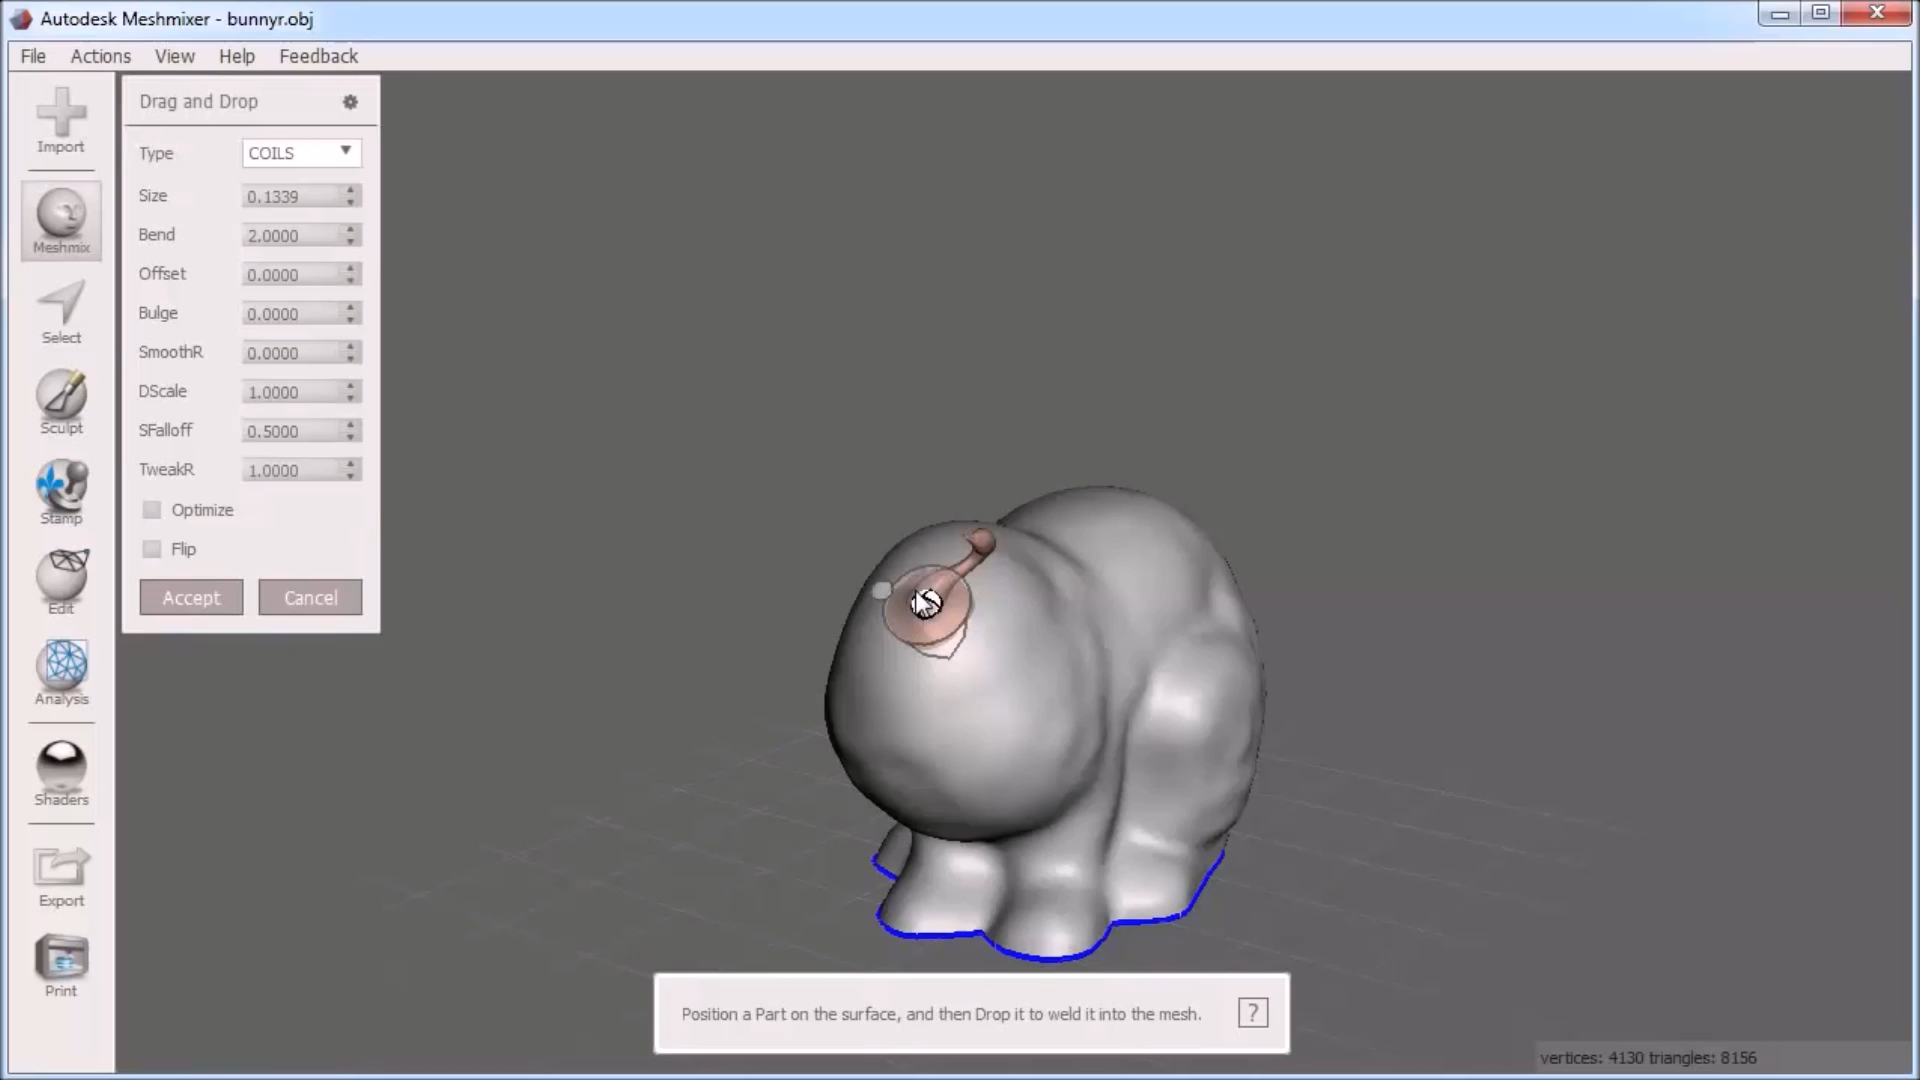 Autodesk Meshmixer - bunnyr.obj
File Actions View Help Feedback
Import
Meshmix
Select
Sculpt
Stamp
Edit
Analysis
Shaders
Export
Print
Drag and Drop
Type COILS
Size 0.1339
Bend 2.0000
Offset 0.0000
Bulge 0.0000
SmoothR 0.0000
DScale 1.0000
SFalloff 0.5000
TweakR 1.0000
Optimize
Flip
Accept Cancel
Position a Part on the surface, and then Drop it to weld it into the mesh. ?
vertices: 4130 triangles: 8156